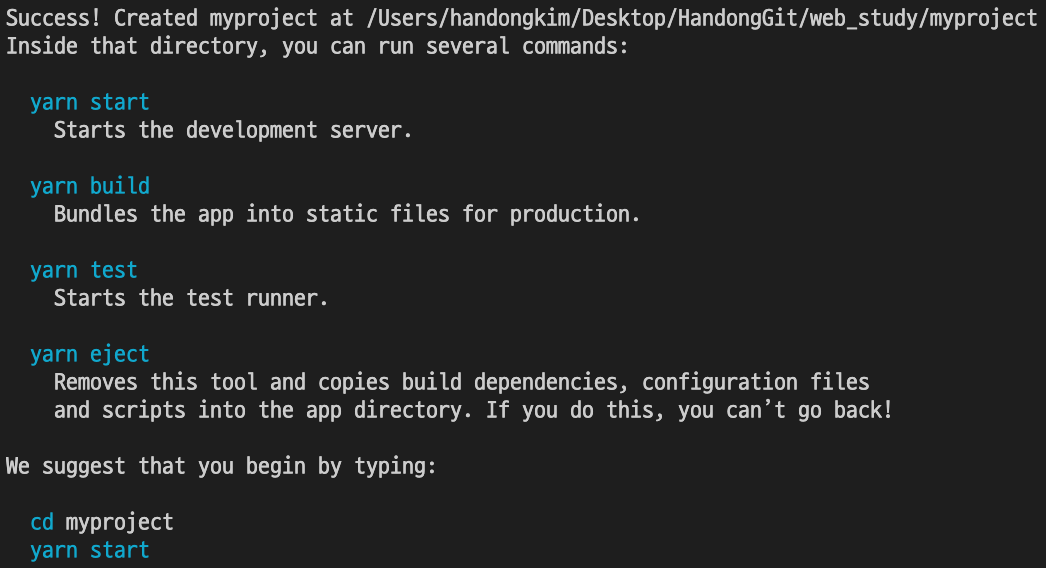 Success! Created myproject at /Users/handongkim/Desktop/HandongGit/web_study/myproject
Inside that directory, you can run several commands:
yarn start
Starts the development server.
yarn build
Bundles the app into static files for production.
yarn test
Starts the test runner.
yarn eject
Removes this tool and copies build dependencies, configuration files
and scripts into the app directory. If you do this, you can’t go back!
We suggest that you begin by typing:
cd myproject
yarn start